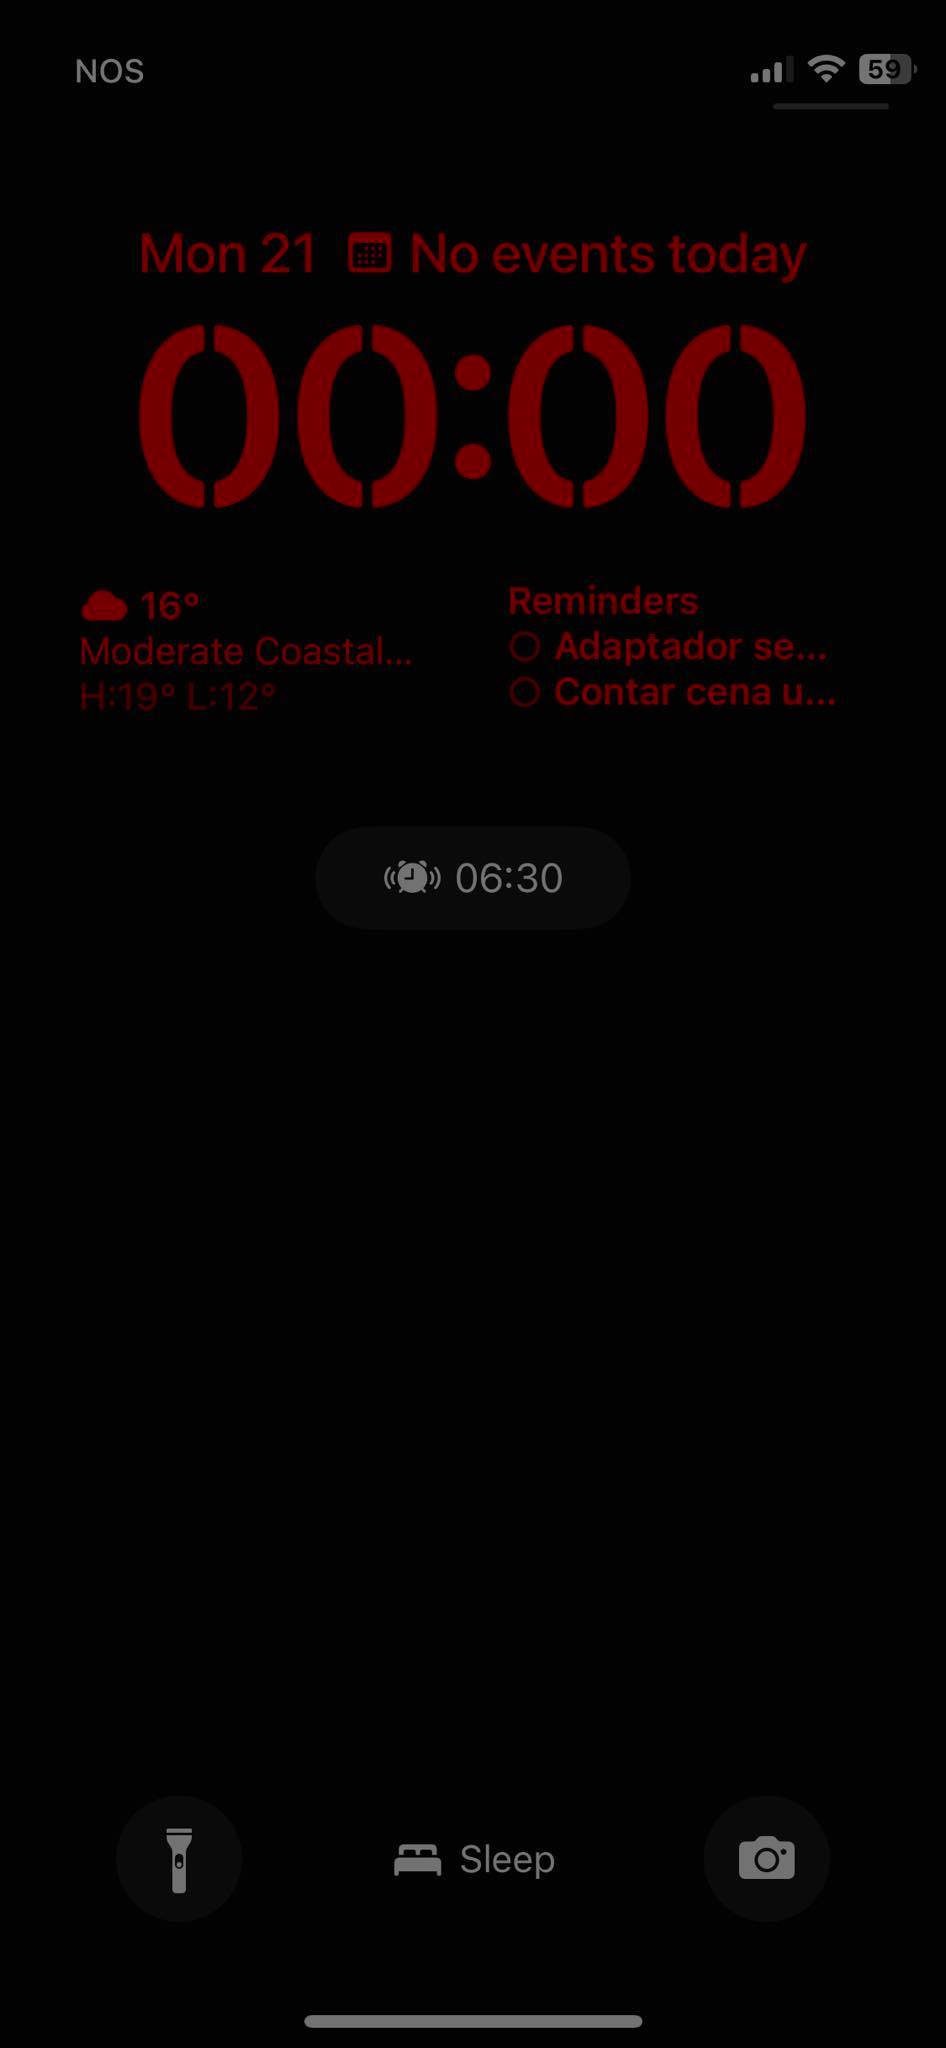 NOS 59
Mon 21 No events today
00:00
16°
Moderate Coastal...
H:19° L:12°
Reminders
Adaptador se...
Contar cena u...
06:30
Sleep